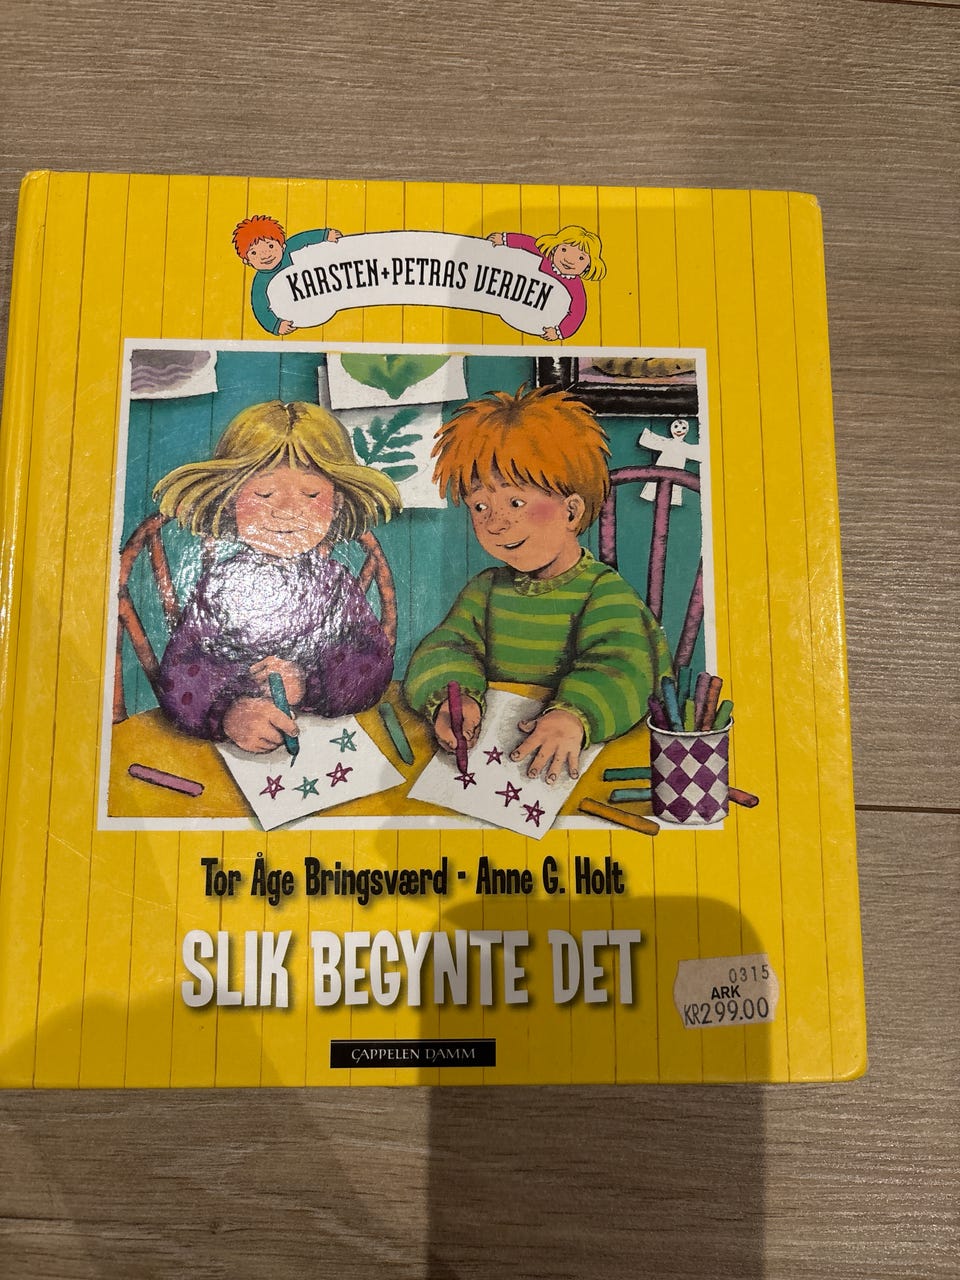 KARSTEN+PETRAS VERDEN
Tor Åge Bringsværd - Anne G. Holt
SLIK BEGYNTE DET
0315
ARK
KR299.00
CAPPELEN DAMM